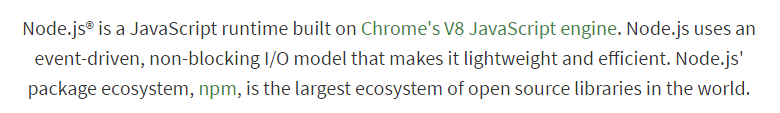 Node.js® is a JavaScript runtime built on Chrome's V8 JavaScript engine. Node.js uses an
event-driven, non-blocking I/O model that makes it lightweight and efficient. Node.js'
package ecosystem, npm, is the largest ecosystem of open source libraries in the world.